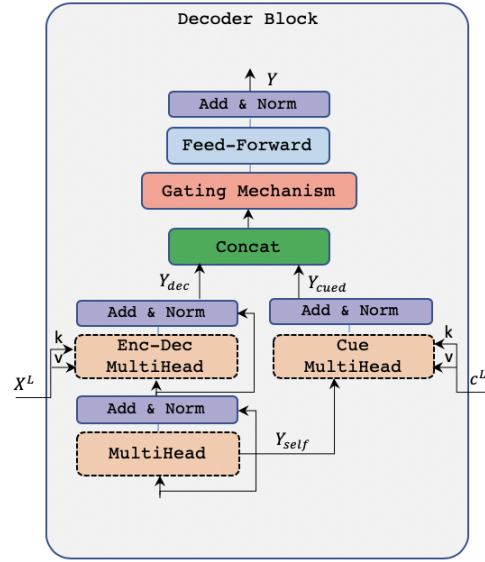 Decoder Block
Y
Add & Norm
Feed-Forward
Gating Mechanism
Concat
Y_dec
Y_cued
Add & Norm
Add & Norm
k
Enc-Dec
MultiHead
v
Cue
MultiHead
k
v
X^L
c^L
Add & Norm
MultiHead
Y_self